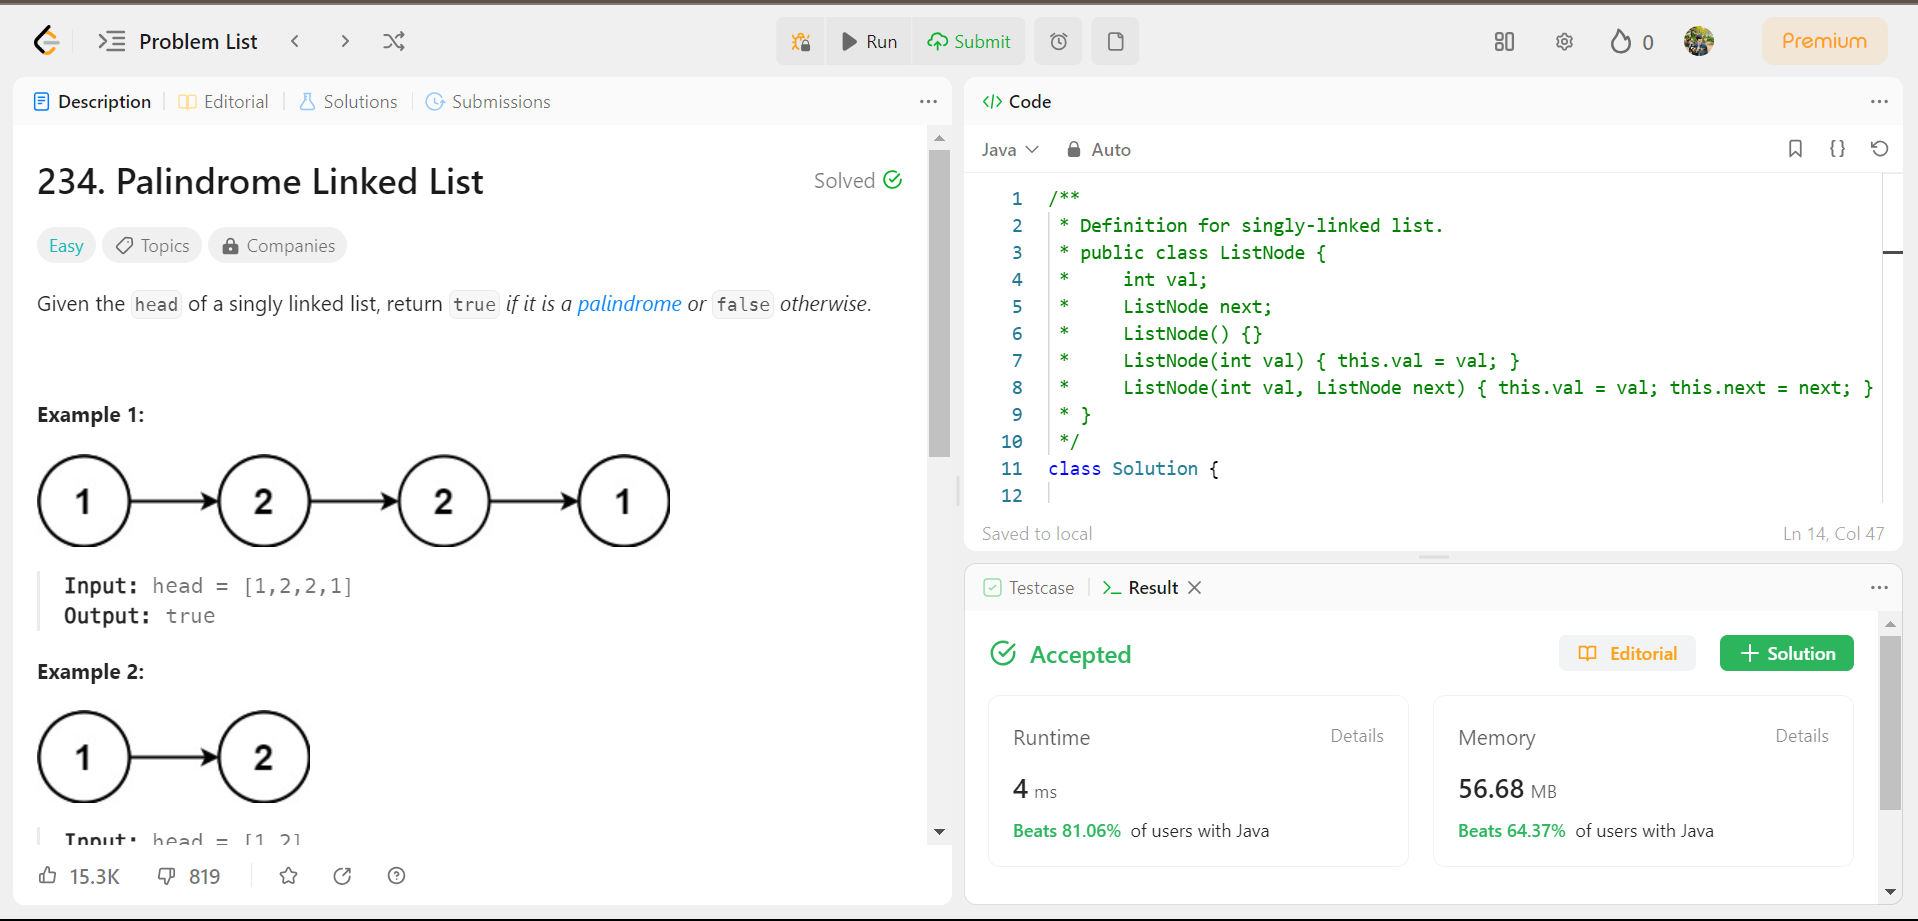 Problem List
Run
Submit
0
Premium
Description
Editorial
Solutions
Submissions
234. Palindrome Linked List
Solved
Easy
Topics
Companies
Given the head of a singly linked list, return true if it is a palindrome or false otherwise.
Example 1:
1 2 2 1
Input: head = [1,2,2,1]
Output: true
Example 2:
1 2
Input: head = [1,2]
15.3K
819
</> Code
Java
Auto
{}
1 /**
2 * Definition for singly-linked list.
3 * public class ListNode {
4 *     int val;
5 *     ListNode next;
6 *     ListNode() {}
7 *     ListNode(int val) { this.val = val; }
8 *     ListNode(int val, ListNode next) { this.val = val; this.next = next; }
9 * }
10 */
11 class Solution {
12
Saved to local
Ln 14, Col 47
Testcase
>_ Result
Accepted
Editorial
+ Solution
Runtime
Details
4 ms
Beats 81.06% of users with Java
Memory
Details
56.68 MB
Beats 64.37% of users with Java